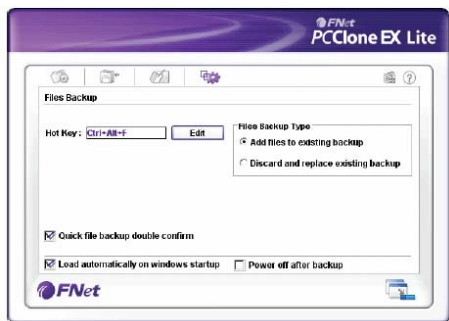 FNet
PCClone EX Lite
Files Backup
Hot Key : Ctrl+Alt+F Edit
Files Backup Type
Add files to existing backup
Discard and replace existing backup
Quick file backup double confirm
Load automatically on windows startup Power off after backup
FNet